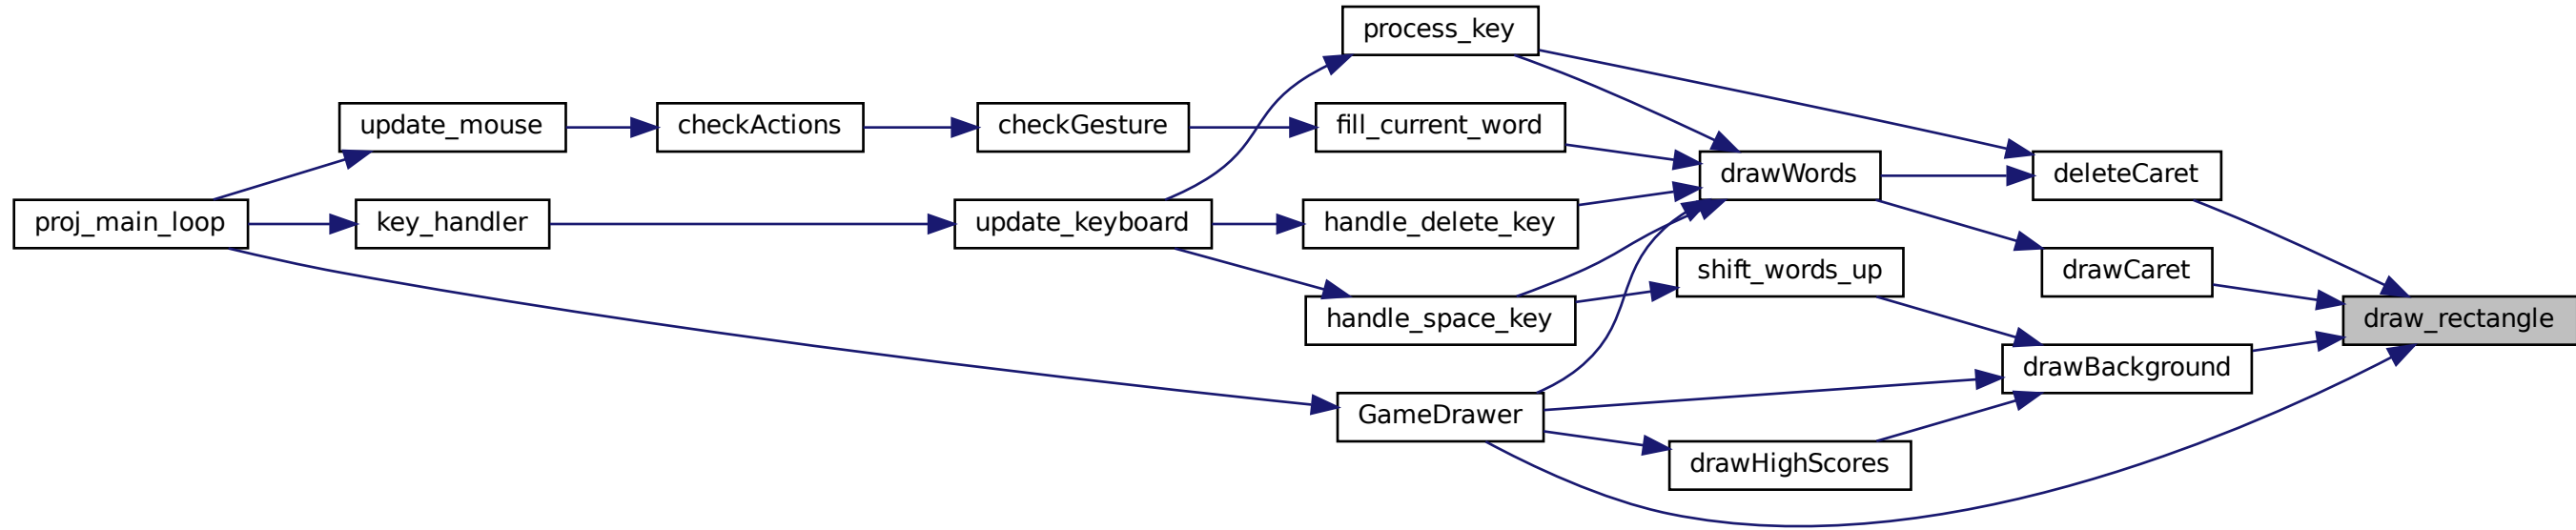 process_key
update_mouse
checkActions
checkGesture
fill_current_word
drawWords
deleteCaret
proj_main_loop
key_handler
update_keyboard
handle_delete_key
shift_words_up
drawCaret
handle_space_key
draw_rectangle
drawBackground
GameDrawer
drawHighScores